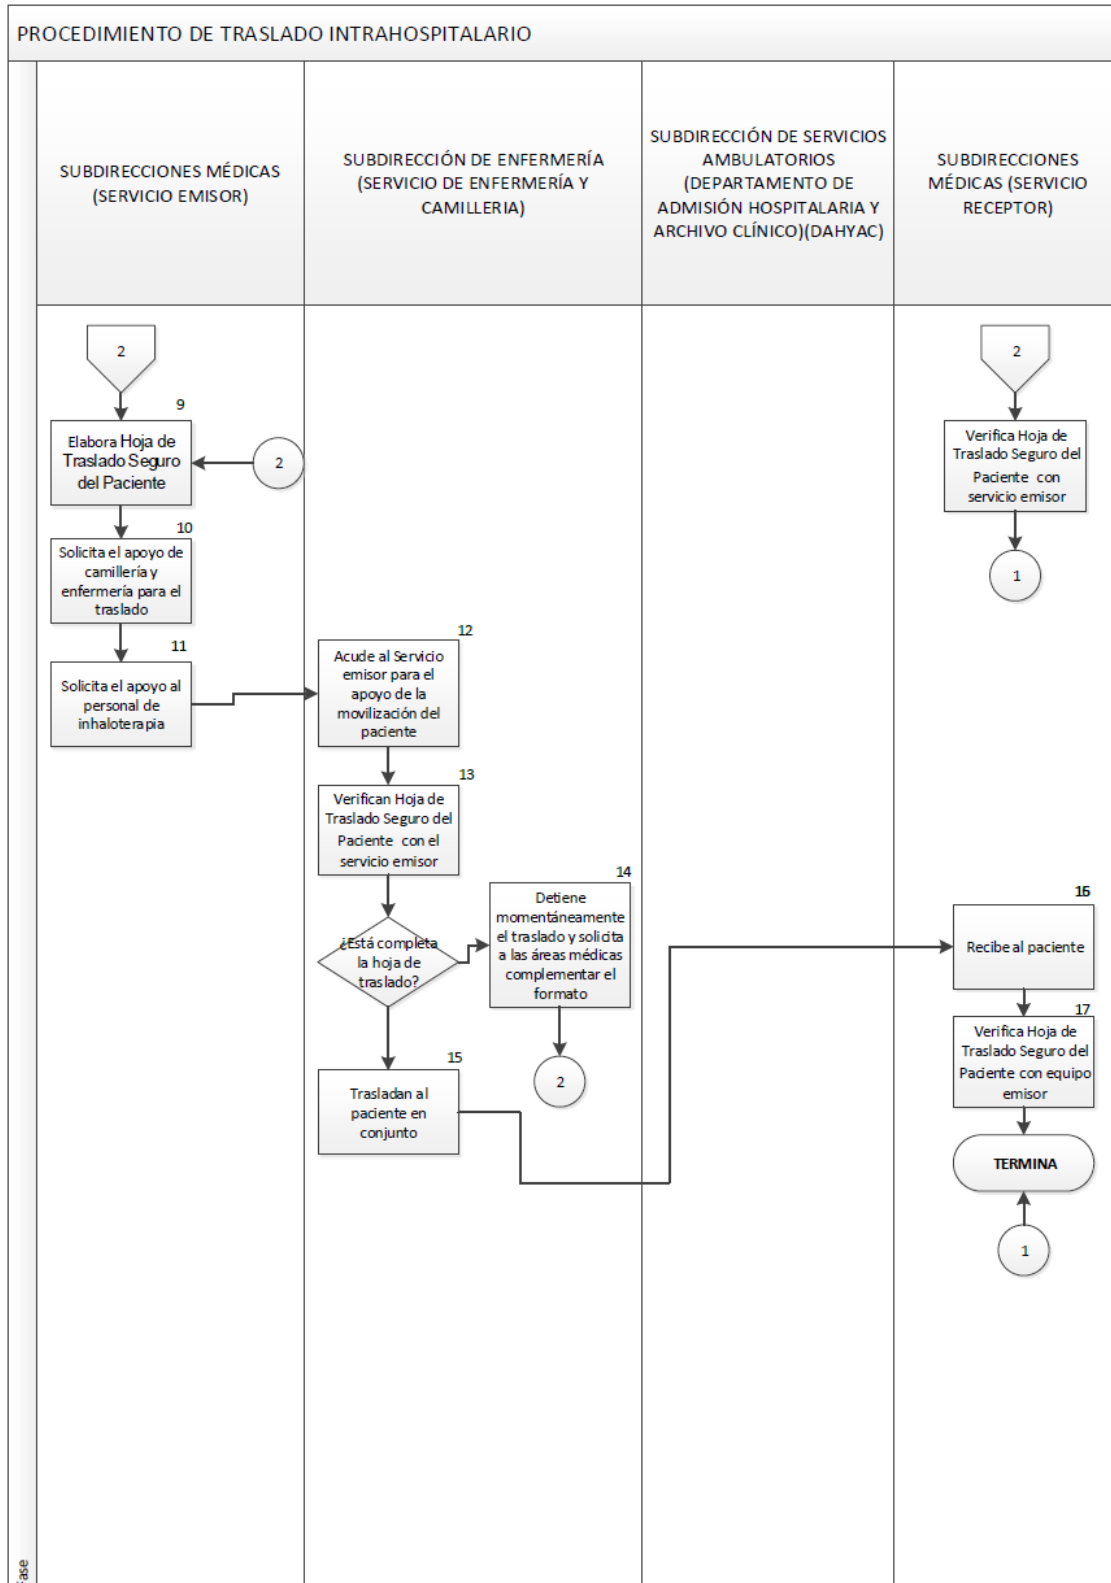 PROCEDIMIENTO DE TRASLADO INTRAHOSPITALARIO
SUBDIRECCIONES MÉDICAS
(SERVICIO EMISOR)
SUBDIRECCIÓN DE ENFERMERÍA
(SERVICIO DE ENFERMERÍA Y
CAMILLERIA)
SUBDIRECCIÓN DE SERVICIOS
AMBULATORIOS
(DEPARTAMENTO DE
ADMISIÓN HOSPITALARIA Y
ARCHIVO CLÍNICO)(DAHYAC)
SUBDIRECCIONES
MÉDICAS (SERVICIO
RECEPTOR)
2
9
Elabora Hoja de
Traslado Seguro
del Paciente
2
10
Solicita el apoyo de
camillería y
enfermería para el
traslado
11
Solicita el apoyo al
personal de
inhaloterapia
12
Acude al Servicio
emisor para el
apoyo de la
movilización del
paciente
13
Verifican Hoja de
Traslado Seguro del
Paciente con el
servicio emisor
¿Está completa
la hoja de
traslado?
14
Detiene
momentáneamente
el traslado y solicita
a las áreas médicas
complementar el
formato
2
15
Trasladan al
paciente en
conjunto
2
Verifica Hoja de
Traslado Seguro del
Paciente con
servicio emisor
1
16
Recibe al paciente
17
Verifica Hoja de
Traslado Seguro del
Paciente con equipo
emisor
TERMINA
1
Fase